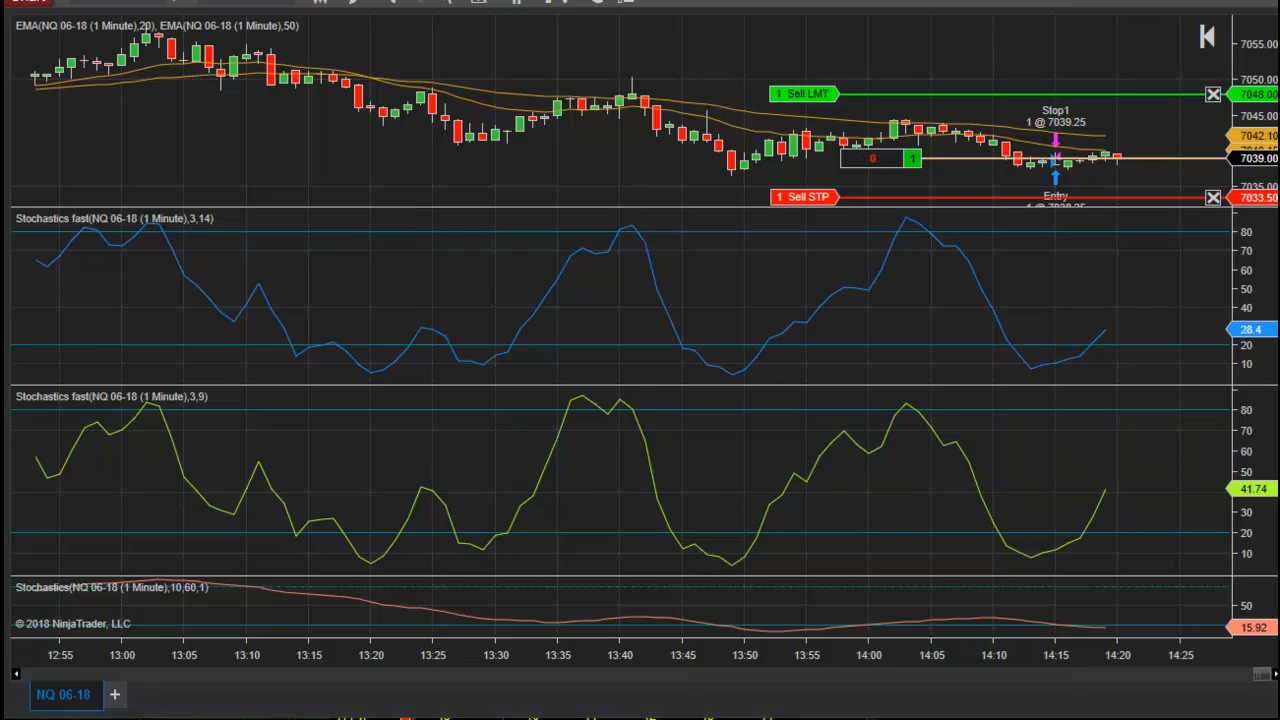 EMA(NQ 06-18 (1 Minute),20), EMA(NQ 06-18 (1 Minute),50)
7055.00
7050.00
1 Sell LMT
7048.00
Stop1
1 @ 7039.25
7045.00
7042.10
0 1
7039.00
7035.00
1 Sell STP
Entry
7033.50
Stochastics fast(NQ 06-18 (1 Minute),3,14)
80
70
60
50
40
28.4
20
10
Stochastics fast(NQ 06-18 (1 Minute),3,9)
80
70
60
50
41.74
30
20
10
Stochastics(NQ 06-18 (1 Minute),10,60,1)
50
© 2018 NinjaTrader, LLC
15.92
12:55 13:00 13:05 13:10 13:15 13:20 13:25 13:30 13:35 13:40 13:45 13:50 13:55 14:00 14:05 14:10 14:15 14:20 14:25
NQ 06-18 +